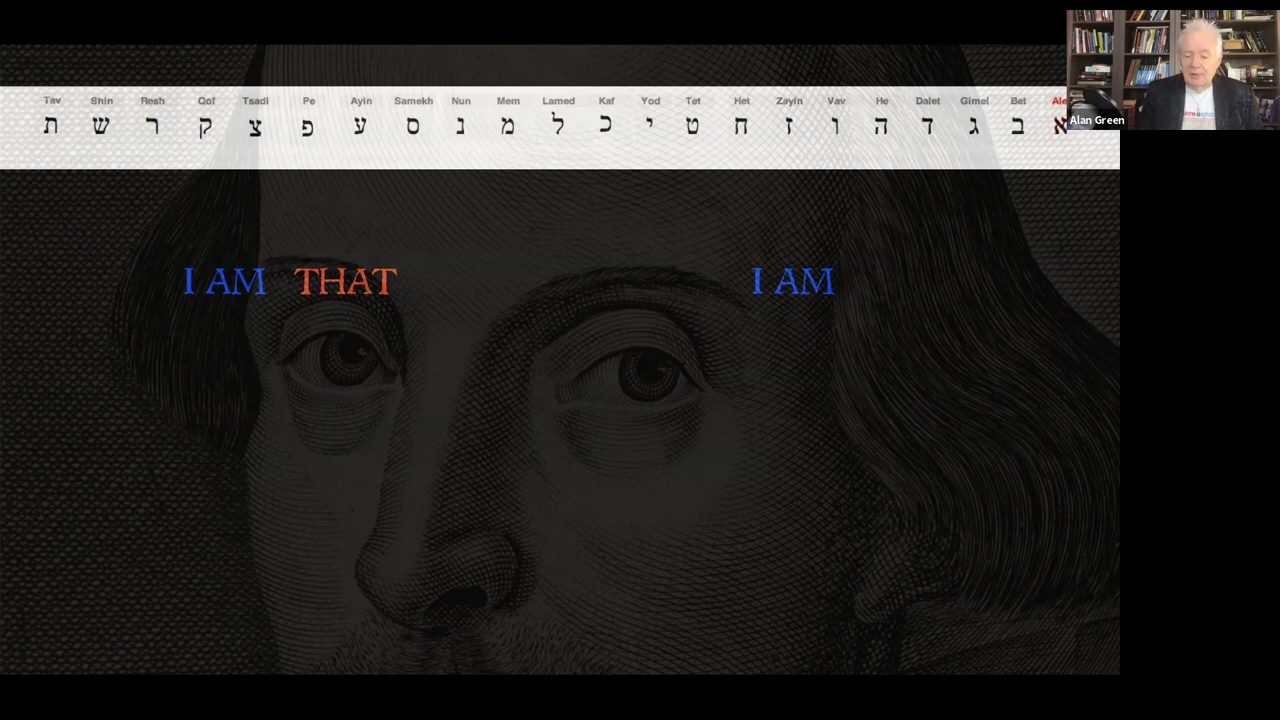 Tav Shin Resh Qof Tsadi Pe Ayin Samekh Nun Mem Lamed Kaf Yod Tet Het Zayin Vav He Dalet Gimel Bet
ת ש ר ק צ פ ע ס נ מ ל כ י ט ח ז ו ה ד ג ב א
Alan Green
I AM THAT I AM